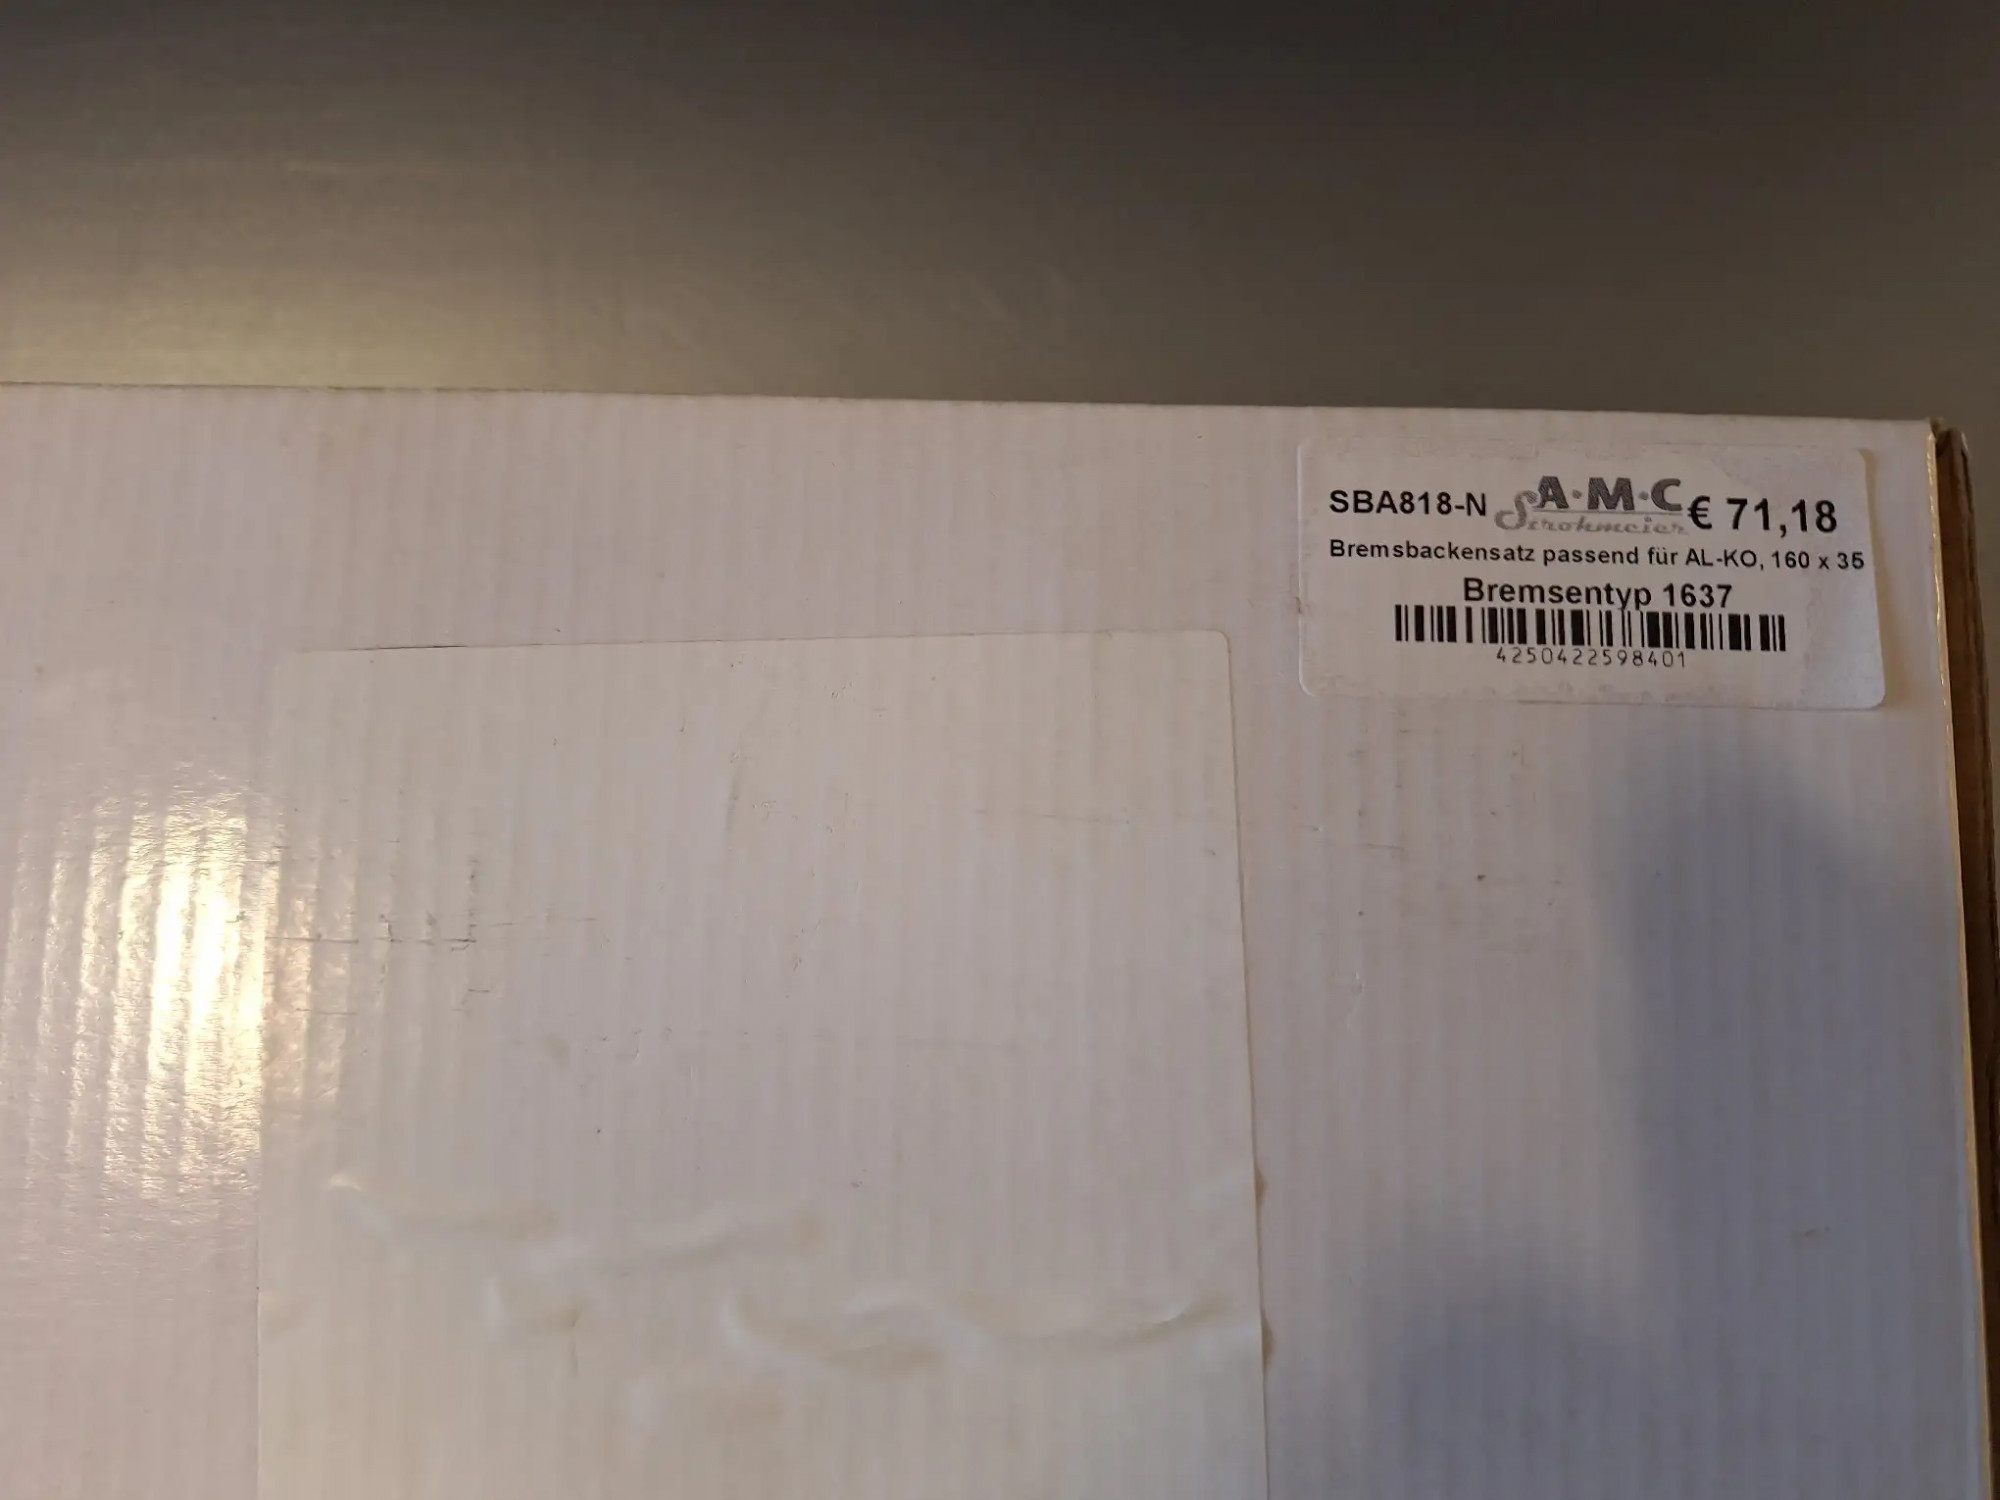 SBA818-N A·M·C € 71,18
Strohmeier
Bremsbackensatz passend für AL-KO, 160 x 35
Bremsentyp 1637
4250422598401